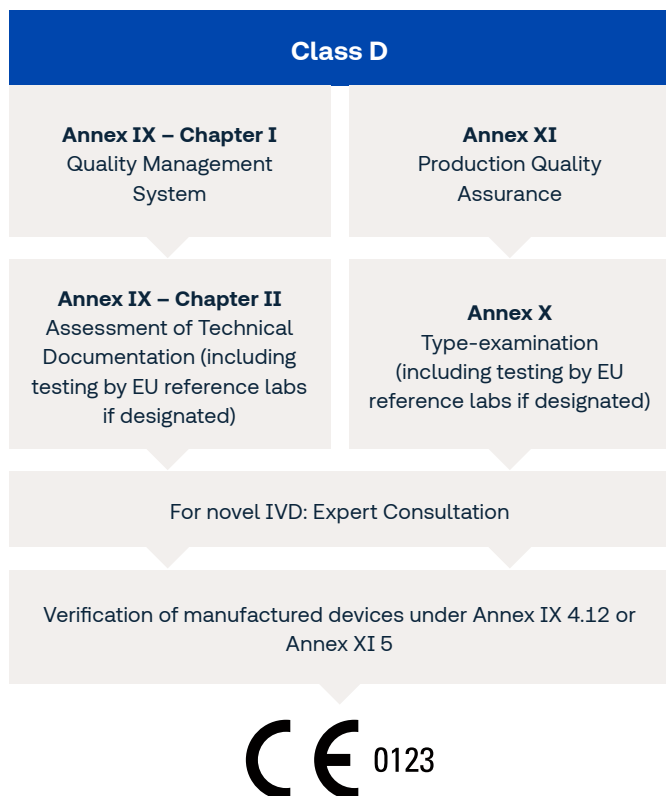 Class D
Annex IX – Chapter I
Quality Management
System
Annex XI
Production Quality
Assurance
Annex IX – Chapter II
Assessment of Technical
Documentation (including
testing by EU reference labs
if designated)
Annex X
Type-examination
(including testing by EU
reference labs if designated)
For novel IVD: Expert Consultation
Verification of manufactured devices under Annex IX 4.12 or
Annex XI 5
CE 0123